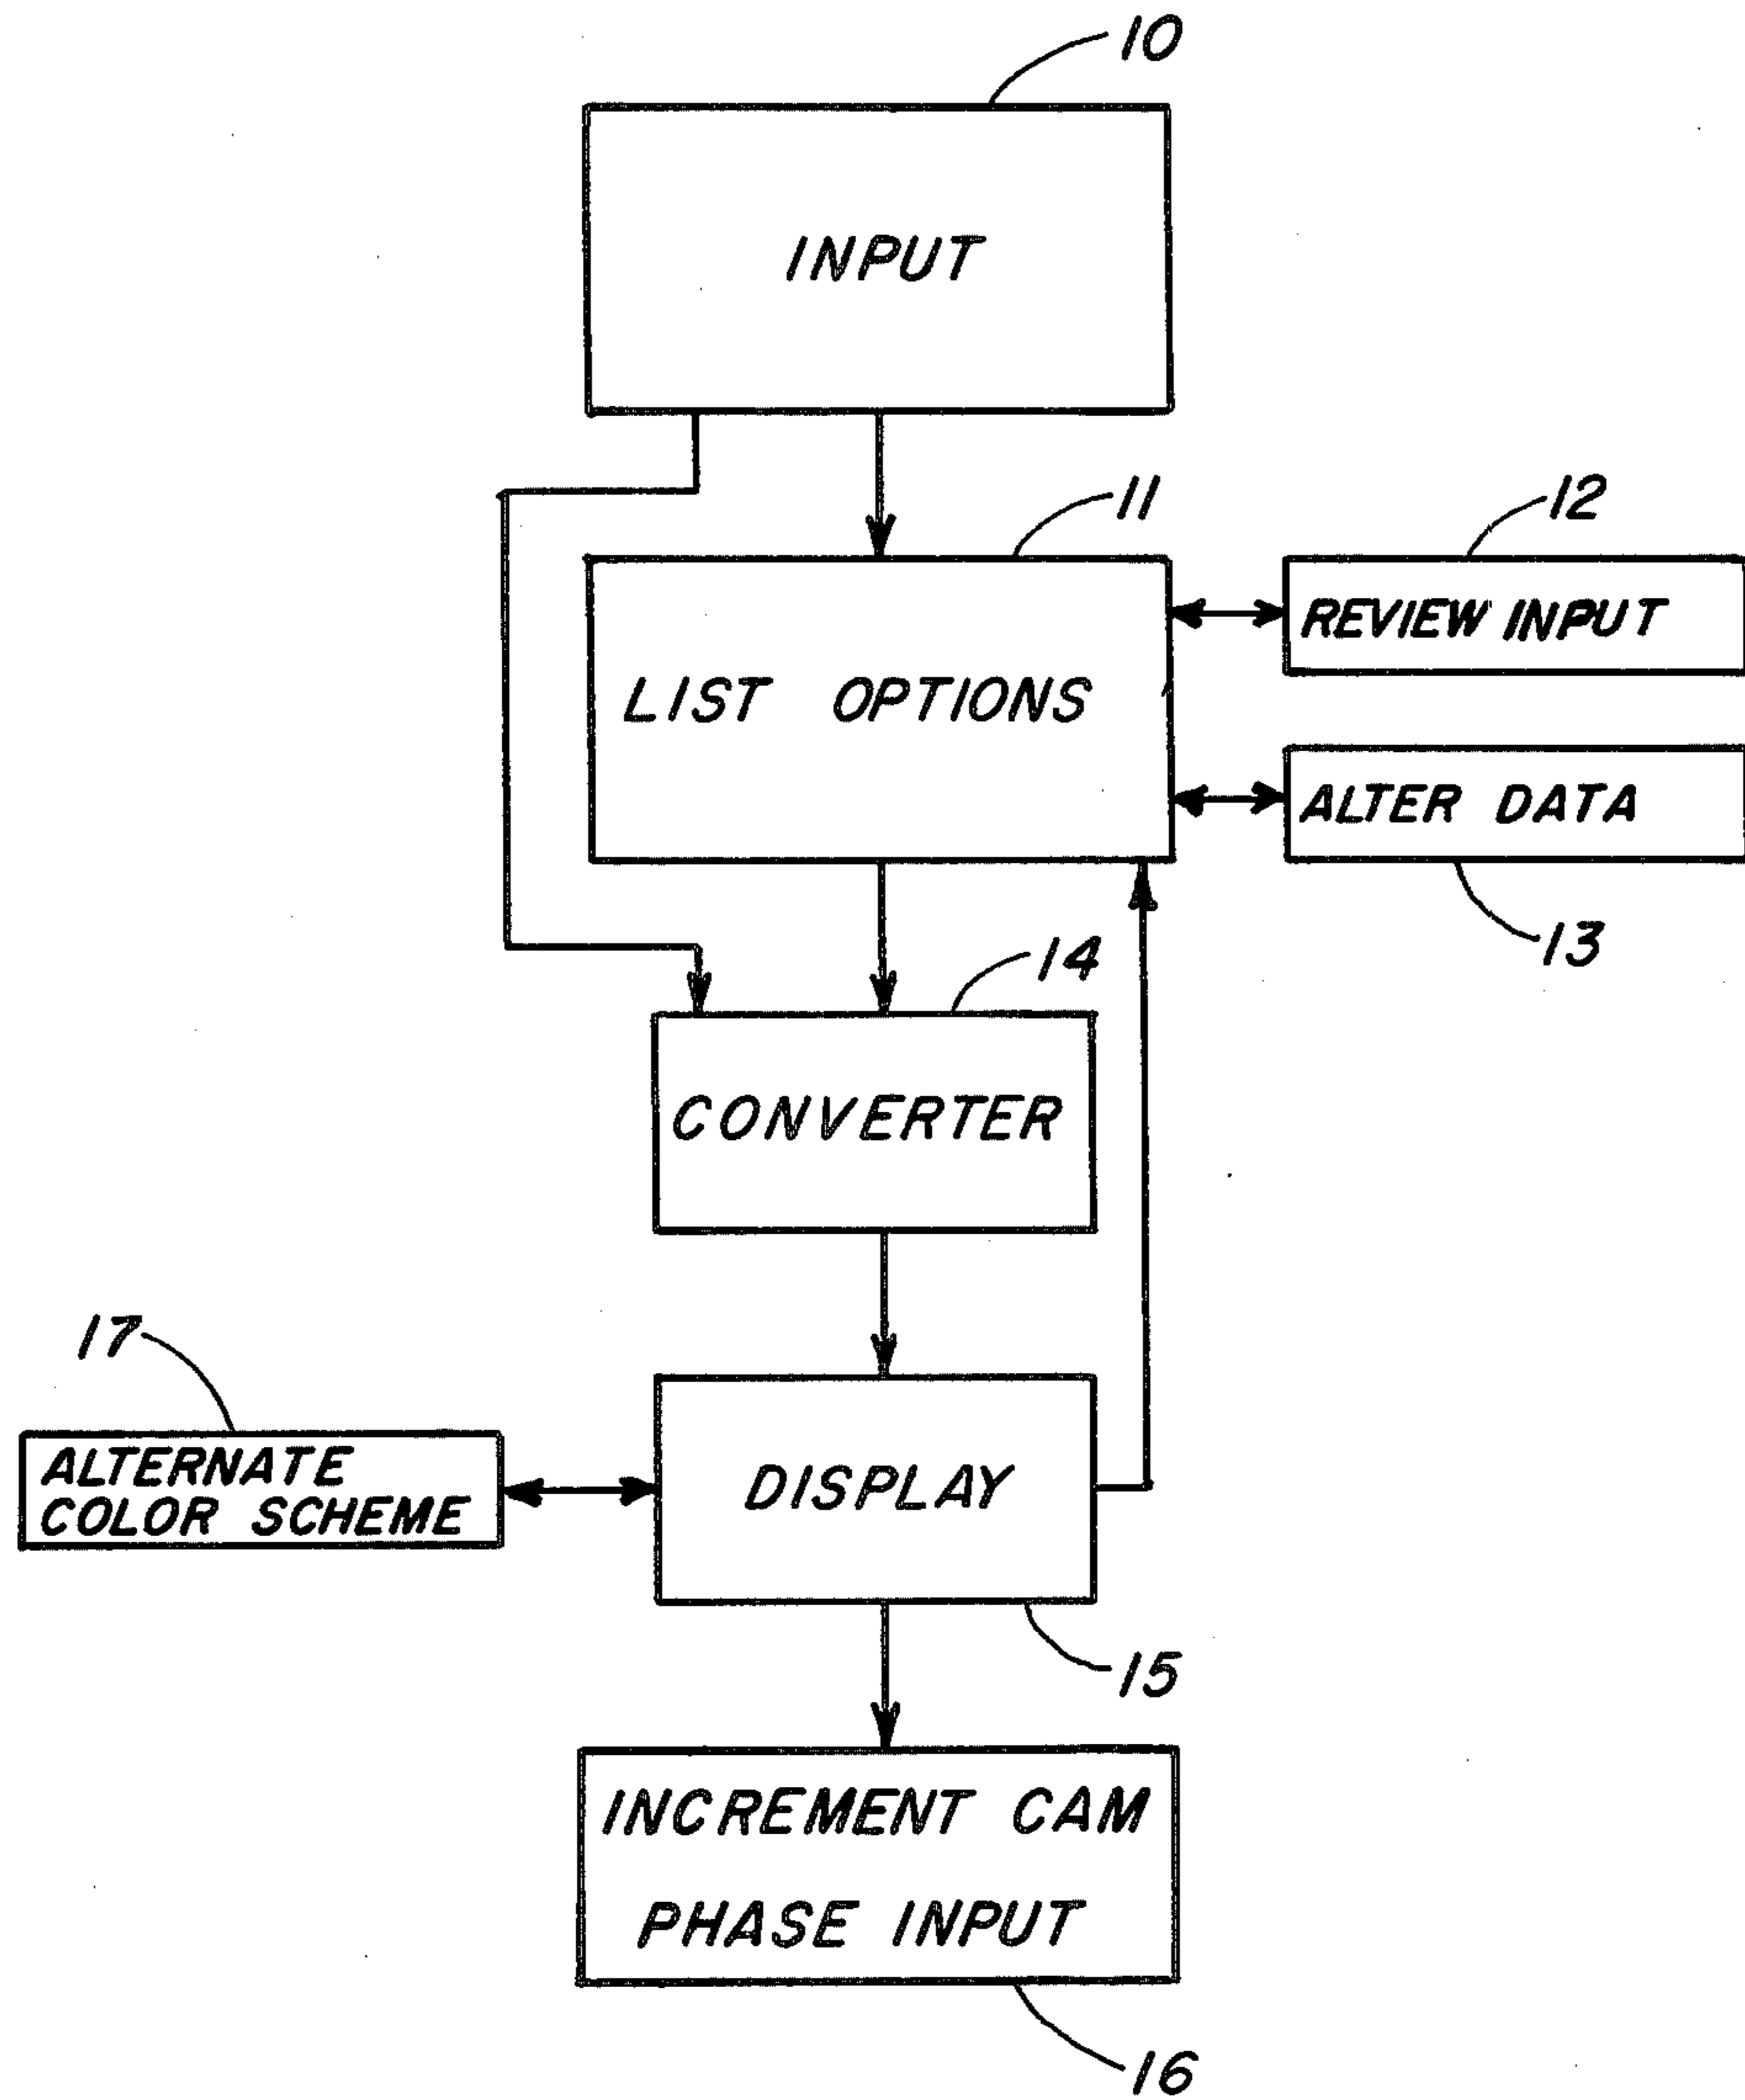 10
INPUT
11
12
REVIEW INPUT
LIST OPTIONS
ALTER DATA
13
14
CONVERTER
17
ALTERNATE
COLOR SCHEME
DISPLAY
15
INCREMENT CAM
PHASE INPUT
16